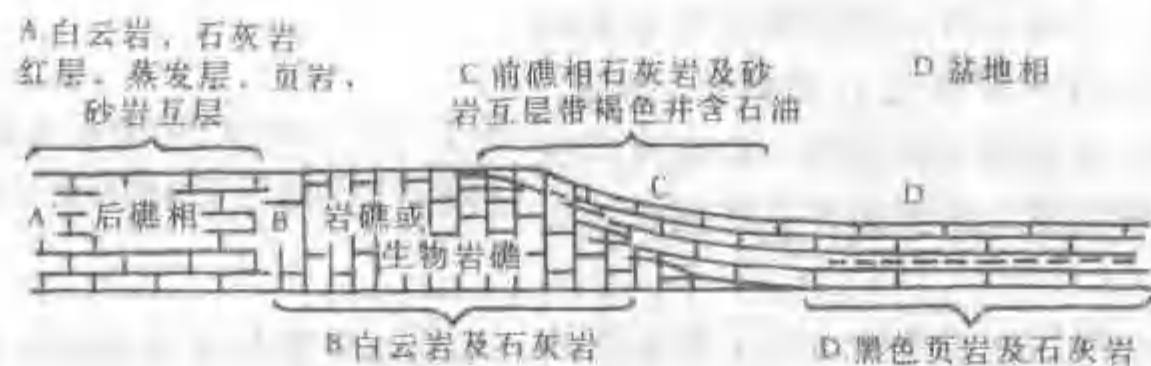 A.白云岩、石灰岩
红层、蒸发层、页岩、
砂岩互层
C 前礁相石灰岩及砂
岩互层带褐色并含石油
D 盆地相
A 后礁相 B 岩礁或
生物岩礁
C
D
B.白云岩及石灰岩
D.黑色页岩及石灰岩